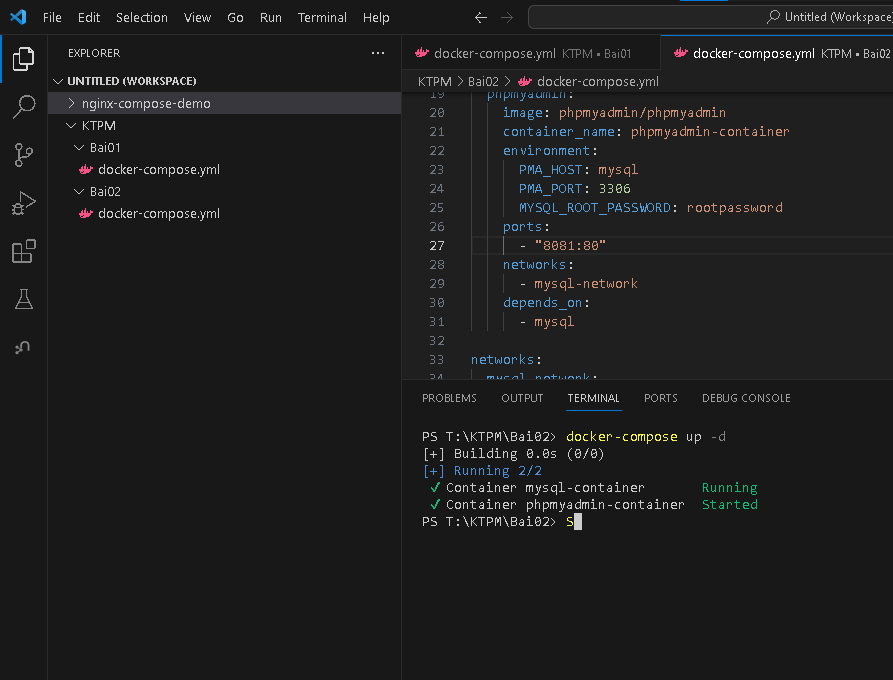 File Edit Selection View Go Run Terminal Help
Untitled (Workspace
EXPLORER
UNTITLED (WORKSPACE)
nginx-compose-demo
KTPM
Bai01
docker-compose.yml
Bai02
docker-compose.yml
docker-compose.yml KTPM • Bai01
docker-compose.yml KTPM • Bai02
KTPM > Bai02 > docker-compose.yml
19 phpmyadmin:
20 image: phpmyadmin/phpmyadmin
21 container_name: phpmyadmin-container
22 environment:
23 PMA_HOST: mysql
24 PMA_PORT: 3306
25 MYSQL_ROOT_PASSWORD: rootpassword
26 ports:
27 - "8081:80"
28 networks:
29 - mysql-network
30 depends_on:
31 - mysql
32
33 networks:
34 mysql-network:
PROBLEMS OUTPUT TERMINAL PORTS DEBUG CONSOLE
PS T:\KTPM\Bai02> docker-compose up -d
[+] Building 0.0s (0/0)
[+] Running 2/2
✓ Container mysql-container Running
✓ Container phpmyadmin-container Started
PS T:\KTPM\Bai02> S